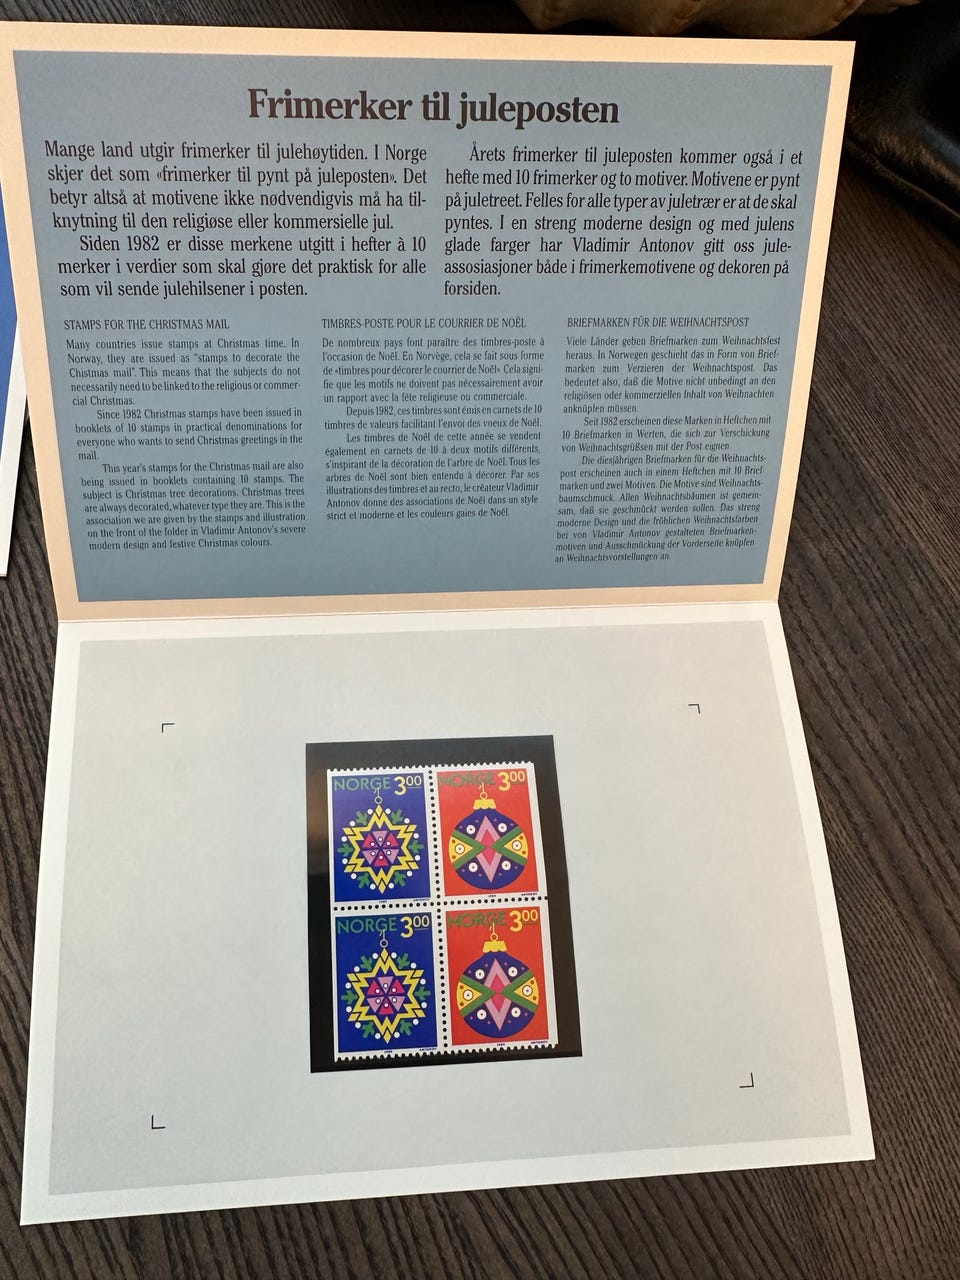 Frimerker til juleposten
Mange land utgir frimerker til julehøytiden. I Norge
skjer det som «frimerker til pynt på juleposten». Det
betyr altså at motivene ikke nødvendigvis må ha til-
knytning til den religiøse eller kommersielle jul.
Siden 1982 er disse merkene utgitt i hefter à 10
merker i verdier som skal gjøre det praktisk for alle
som vil sende julehilsener i posten.
Årets frimerker til juleposten kommer også i et
hefte med 10 frimerker og to motiver. Motivene er pynt
på juletreet. Felles for alle typer av juletrær er at de skal
pyntes. I en streng moderne design og med julens
glade farger har Vladimir Antonov gitt oss jule-
assosiasjoner både i frimerkemotivene og dekoren på
forsiden.
STAMPS FOR THE CHRISTMAS MAIL
Many countries issue stamps at Christmas time. In
Norway, they are issued as "stamps to decorate the
Chistmas mail". This means that the subjects do not
necessarily need to be linked to the religious or commer-
cial Christmas.
Since 1982 Christmas stamps have been issued in
booklets of 10 stamps in practical denominations for
everyone who wants to send Christmas greetings in the
mail.
This year's stamps for the Christmas mail are also
being issued in booklets containing 10 stamps. The
subject is Christmas tree decorations. Christmas trees
are always decorated, whatever type they are. This is the
association we are given by the stamps and illustration
on the front of the folder in Vladimir Antonov's severe
modern design and festive Christmas colours.
TIMBRES-POSTE POUR LE COURRIER DE NOËL
De nombreux pays font paraître des timbres-poste à
l'occasion de Noël. En Norvège, cela se fait sous forme
de «timbres pour décorer le courrier de Noël». Cela signi-
fie que les motifs ne doivent pas nécessairement avoir
un rapport avec la fête religieuse ou commerciale.
Depuis 1982, ces timbres sont émis en carnets de 10
timbres de valeurs facilitant l'envoi des voeux de Noël.
Les timbres de Noël de cette année se vendent
également en carnets de 10 à deux motifs différents,
s'inspirant de la décoration de l'arbre de Noël. Tous les
arbres de Noël sont bien entendu à décorer. Par ses
illustrations des timbres et au recto, le créateur Vladimir
Antonov donne des associations de Noël dans un style
strict et moderne et les couleurs gaies de Noël.
BRIEFMARKEN FÜR DIE WEIHNACHTSPOST
Viele Länder geben Briefmarken zum Weihnachtsfest
heraus. In Norwegen geschieht das in Form von Brief-
marken zum Verzieren der Weihnachtspost. Das
bedeutet also, daß die Motive nicht unbedingt an den
religiösen oder kommerziellen Inhalt von Weihnachten
anknüpfen müssen.
Seit 1982 erscheinen diese Marken in Heftchen mit
10 Briefmarken in Werten, die sich zur Verschickung
von Weihnachtsgrüßen mit der Post eignen.
Die diesjährigen Briefmarken für die Weihnachts-
post erscheinen auch in einem Heftchen mit 10 Brief-
marken und zwei Motiven. Die Motive sind Weihnachts-
baumschmuck. Allen Weihnachtsbäumen ist gemein-
sam, daß sie geschmückt werden sollen. Das streng
moderne Design und die fröhlichen Weihnachtsfarben
bei von Vladimir Antonov gestalteten Briefmarken-
motiven und Ausschmückung der Vorderseite knüpfen
an Weihnachtsvorstellungen an.
NORGE 3.00
NORGE 3.00
1989 ANTONOV
1989 ANTONOV
NORGE 3.00
NORGE 3.00
1989 ANTONOV
1989 ANTONOV